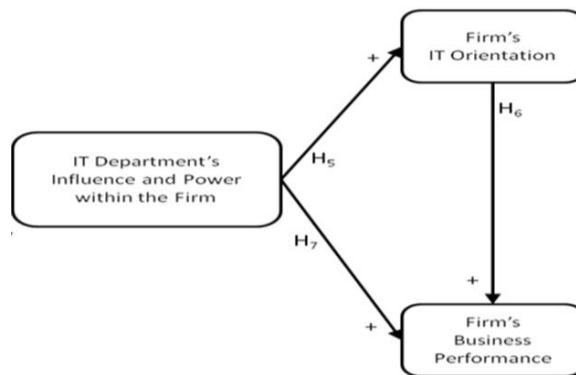 Firm's
IT Orientation
+
H₆
IT Department's
Influence and Power
within the Firm
H₅
H₇
+
+
Firm's
Business
Performance